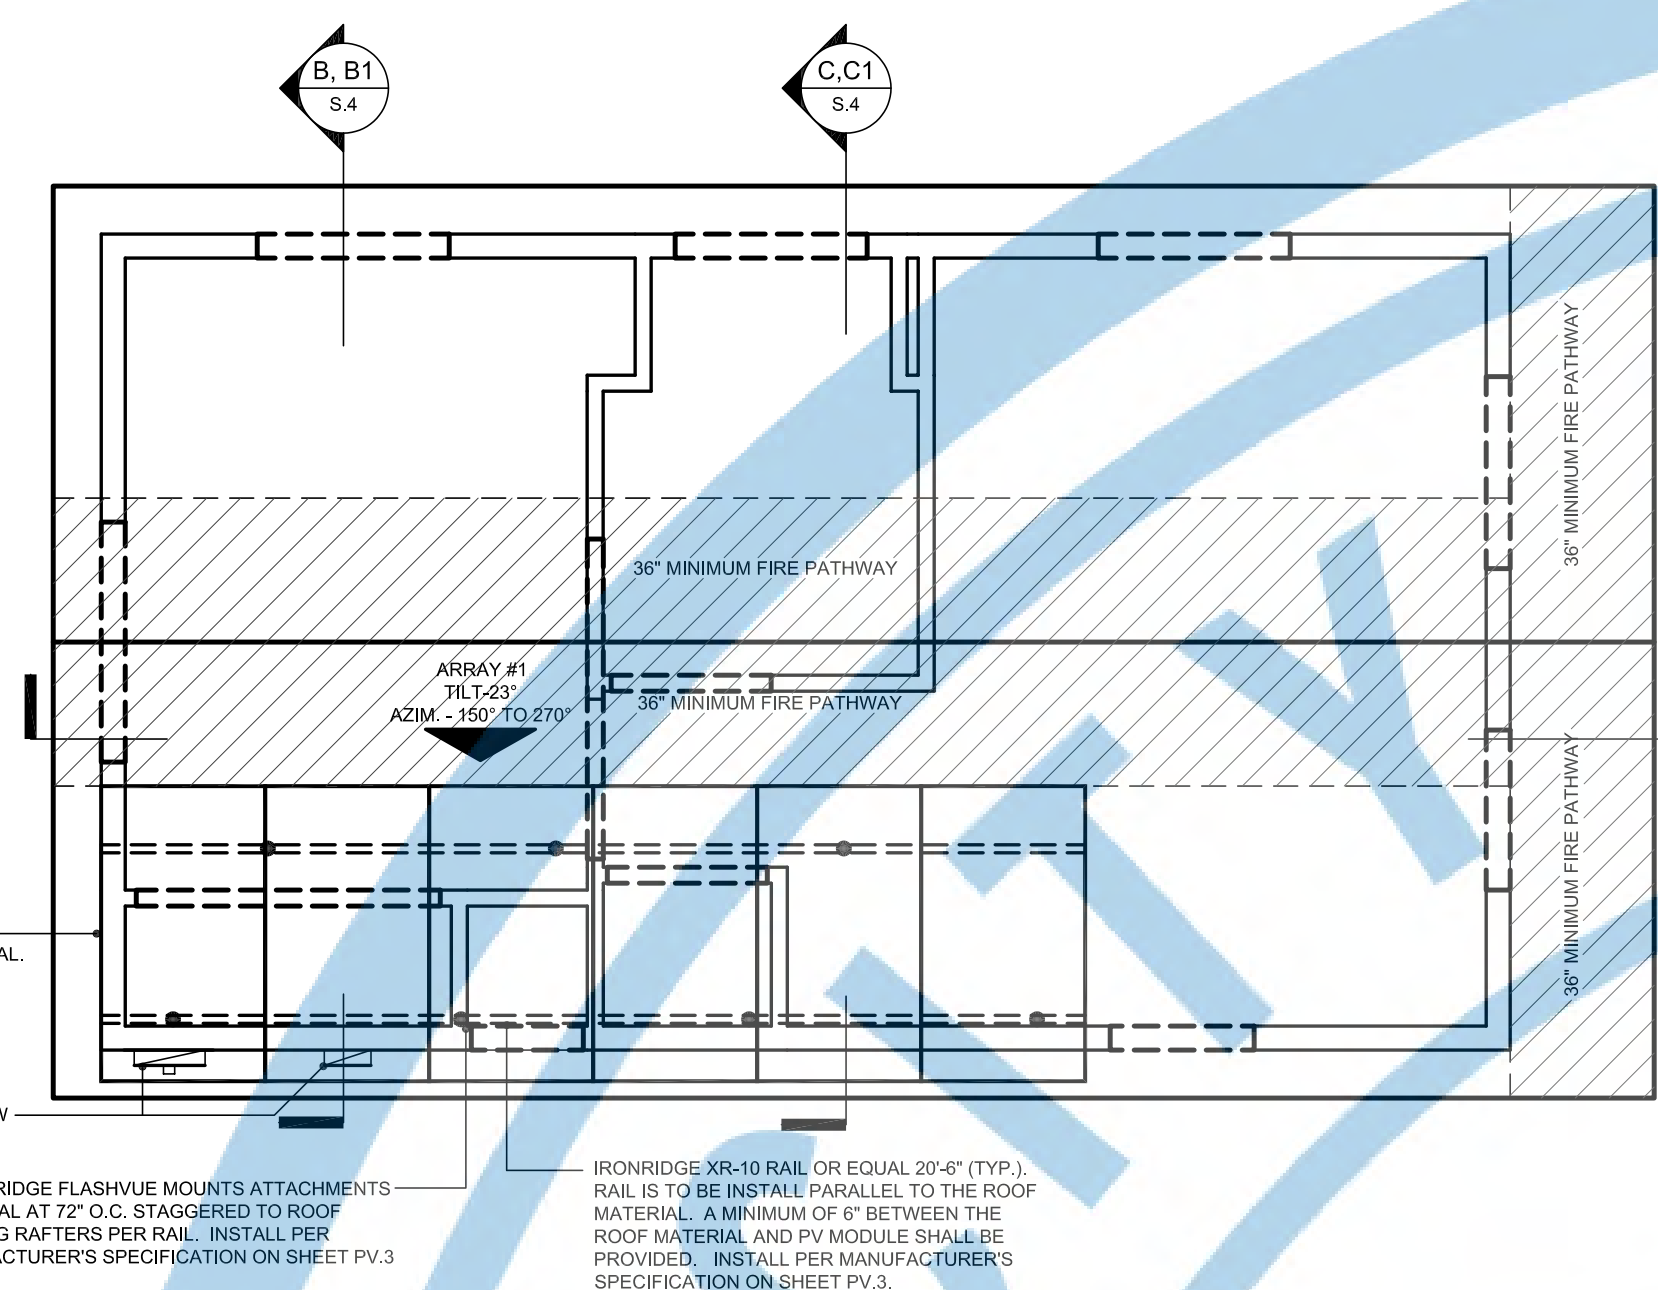 B, B1
S.4
C,C1
S.4
36" MINIMUM FIRE PATHWAY
36" MINIMUM FIRE PATHWAY
ARRAY #1
TILT-23°
AZIM. - 150° TO 270°
36" MINIMUM FIRE PATHWAY
36" MINIMUM FIRE PATHWAY
AL.
W
RIDGE FLASHVUE MOUNTS ATTACHMENTS
AL AT 72" O.C. STAGGERED TO ROOF
G RAFTERS PER RAIL. INSTALL PER
ACTURER'S SPECIFICATION ON SHEET PV.3
IRONRIDGE XR-10 RAIL OR EQUAL 20'-6" (TYP.).
RAIL IS TO BE INSTALL PARALLEL TO THE ROOF
MATERIAL. A MINIMUM OF 6" BETWEEN THE
ROOF MATERIAL AND PV MODULE SHALL BE
PROVIDED. INSTALL PER MANUFACTURER'S
SPECIFICATION ON SHEET PV.3.
CITY